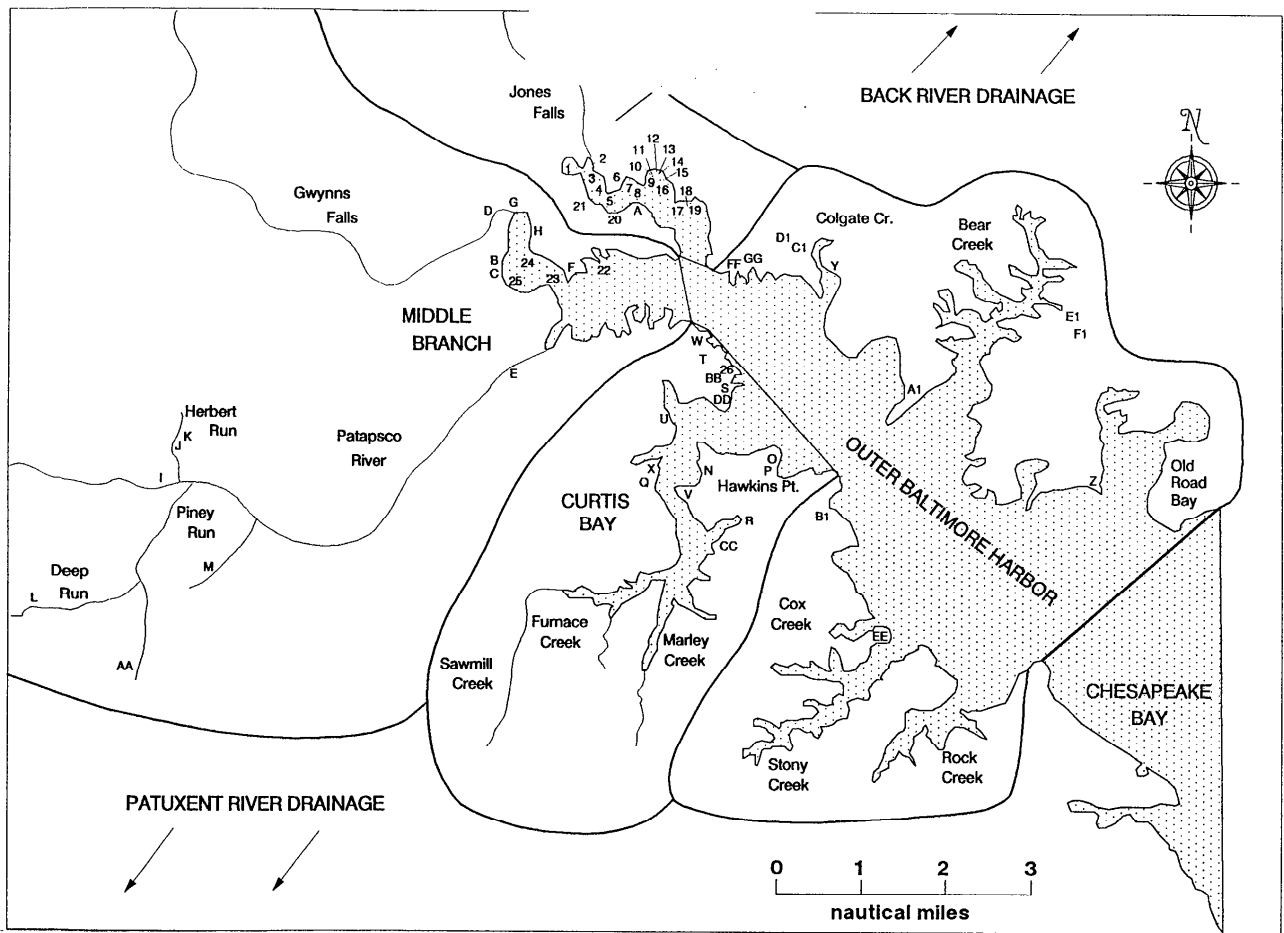 BACK RIVER DRAINAGE
Jones
Falls
N
12
11
13
10
14
15
2
1
3
6
7
9
16
4
8
18
5
21
20
A
17
19
Gwynns
Falls
D
G
H
B
24
C
25
23
F
22
Colgate Cr.
D1
C1
FF
GG
Y
Bear
Creek
E1
F1
MIDDLE
BRANCH
E
W
T
26
BB
S
DD
U
A1
Herbert
Run
K
J
Patapsco
River
I
OUTER BALTIMORE HARBOR
Old
Road
Bay
Z
O
X
N
P
Q
Hawkins Pt.
V
CURTIS
BAY
R
CC
B1
Piney
Run
M
Deep
Run
L
AA
Cox
Creek
EE
Furnace
Creek
Marley
Creek
Sawmill
Creek
CHESAPEAKE
BAY
Stony
Creek
Rock
Creek
PATUXENT RIVER DRAINAGE
0 1 2 3
nautical miles